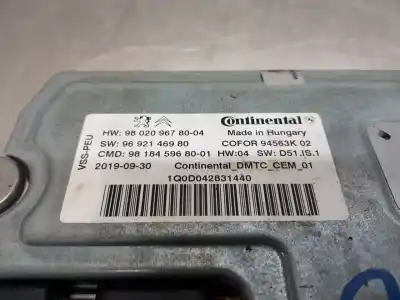 Continental
HW: 98 020 967 80-04 Made in Hungary
SW: 96 921 469 80 COFOR 94563K 02
CMD: 98 184 596 80-01 HW:04 SW: D51.IS.1
2019-09-30 Continental_DMTC_CEM_01
1Q0D042831440
VSS-PEU